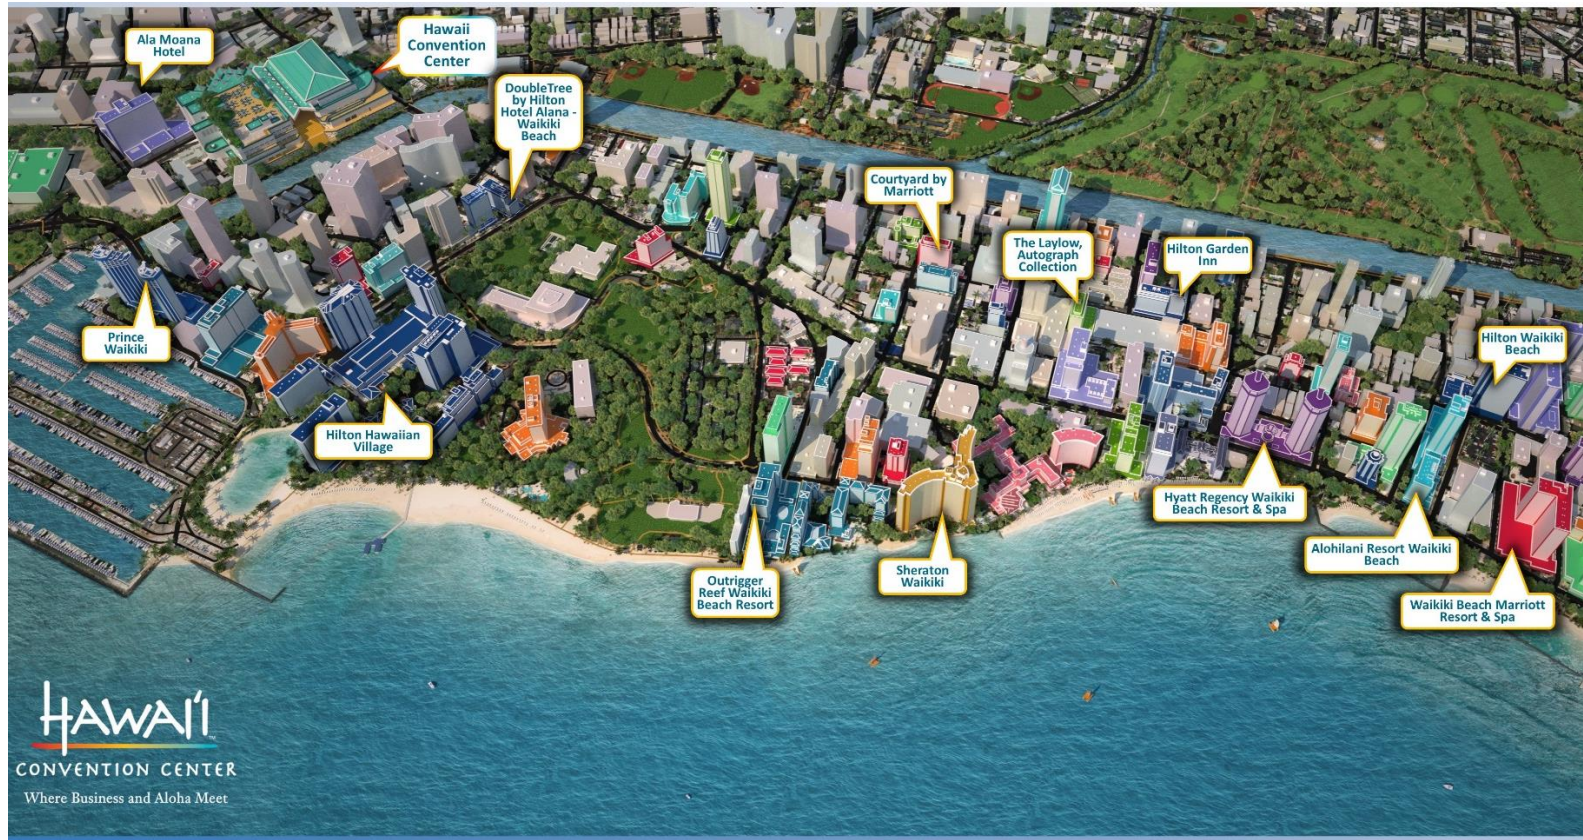 Ala Moana
Hotel
Hawaii
Convention
Center
DoubleTree
by Hilton
Hotel Alana -
Waikiki
Beach
Courtyard by
Marriott
The Laylow,
Autograph
Collection
Hilton Garden
Inn
Prince
Waikiki
Hilton Waikiki
Beach
Hilton Hawaiian
Village
Hyatt Regency Waikiki
Beach Resort & Spa
Alohilani Resort Waikiki
Beach
Sheraton
Waikiki
Outrigger
Reef Waikiki
Beach Resort
Waikiki Beach Marriott
Resort & Spa
HAWAI'I
CONVENTION CENTER
Where Business and Aloha Meet